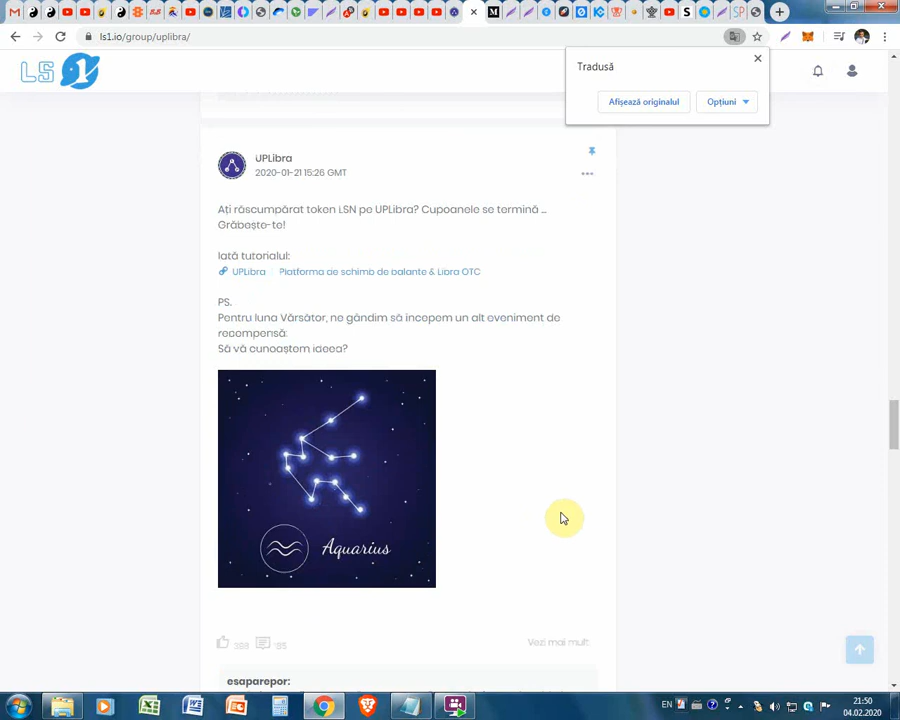 ls1.io/group/uplibra/
Tradusă
Afișează originalul
Opțiuni
LS 1
UPLibra
2020-01-21 15:26 GMT
Ați răscumpărat token LSN pe UPLibra? Cupoanele se termină ...
Grăbește-te!
Iată tutorialul:
UPLibra | Platforma de schimb de balanțe & Libra OTC
PS.
Pentru luna Vărsător, ne gândim să începem un alt eveniment de
recompensă:
Să vă cunoaștem ideea?
Aquarius
398
Vezi mai mult
esaparepor:
EN
21:50
04.02.2020